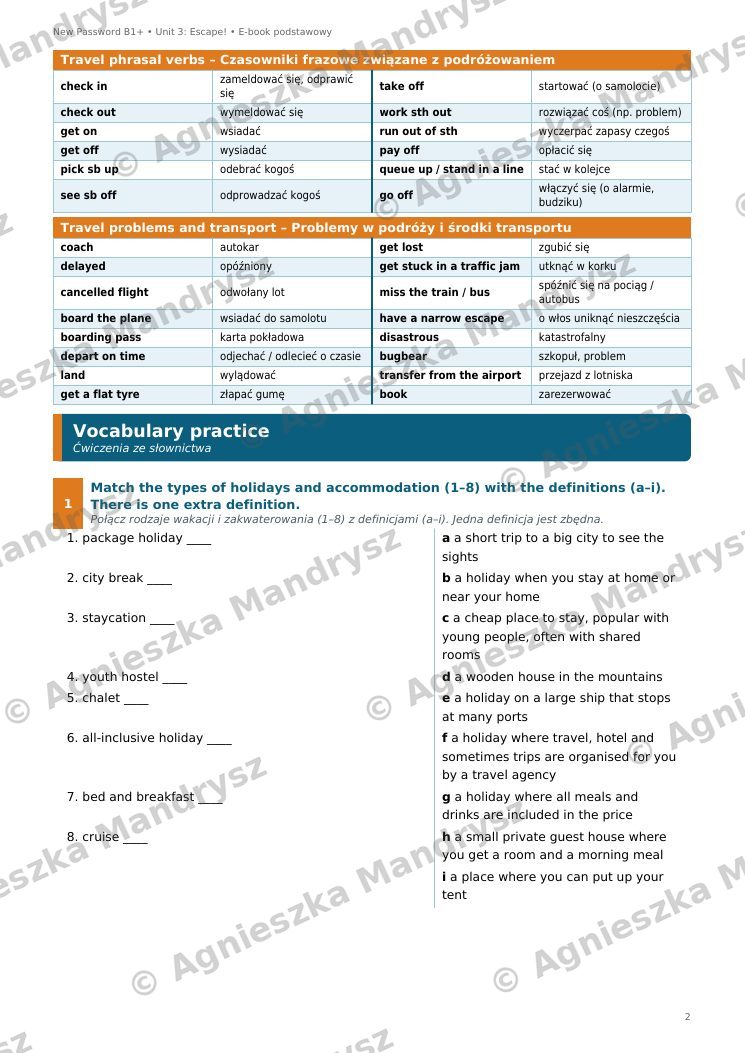 New Password B1+ • Unit 3: Escape! • E-book podstawowy
Travel phrasal verbs – Czasowniki frazowe związane z podróżowaniem
check in zameldować się, odprawić się take off startować (o samolocie)
check out wymeldować się work sth out rozwiązać coś (np. problem)
get on wsiadać run out of sth wyczerpać zapasy czegoś
get off wysiadać pay off opłacić się
pick sb up odebrać kogoś queue up / stand in a line stać w kolejce
see sb off odprowadzać kogoś go off włączyć się (o alarmie, budziku)
Travel problems and transport – Problemy w podróży i środki transportu
coach autokar get lost zgubić się
delayed opóźniony get stuck in a traffic jam utknąć w korku
cancelled flight odwołany lot miss the train / bus spóźnić się na pociąg / autobus
board the plane wsiadać do samolotu have a narrow escape o włos uniknąć nieszczęścia
boarding pass karta pokładowa disastrous katastrofalny
depart on time odjechać / odlecieć o czasie bugbear szkopuł, problem
land wylądować transfer from the airport przejazd z lotniska
get a flat tyre złapać gumę book zarezerwować
Vocabulary practice
Ćwiczenia ze słownictwa
1
Match the types of holidays and accommodation (1–8) with the definitions (a–i).
There is one extra definition.
Połącz rodzaje wakacji i zakwaterowania (1–8) z definicjami (a–i). Jedna definicja jest zbędna.
1. package holiday ____
2. city break ____
3. staycation ____
4. youth hostel ____
5. chalet ____
6. all-inclusive holiday ____
7. bed and breakfast ____
8. cruise ____
a a short trip to a big city to see the
sights
b a holiday when you stay at home or
near your home
c a cheap place to stay, popular with
young people, often with shared
rooms
d a wooden house in the mountains
e a holiday on a large ship that stops
at many ports
f a holiday where travel, hotel and
sometimes trips are organised for you
by a travel agency
g a holiday where all meals and
drinks are included in the price
h a small private guest house where
you get a room and a morning meal
i a place where you can put up your
tent
2
© Agnieszka Mandrysz